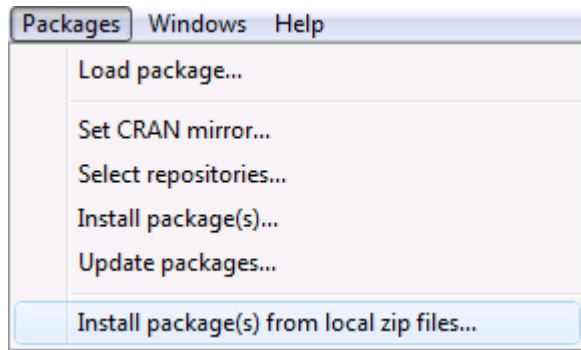 Packages Windows Help
Load package...
Set CRAN mirror...
Select repositories...
Install package(s)...
Update packages...
Install package(s) from local zip files...